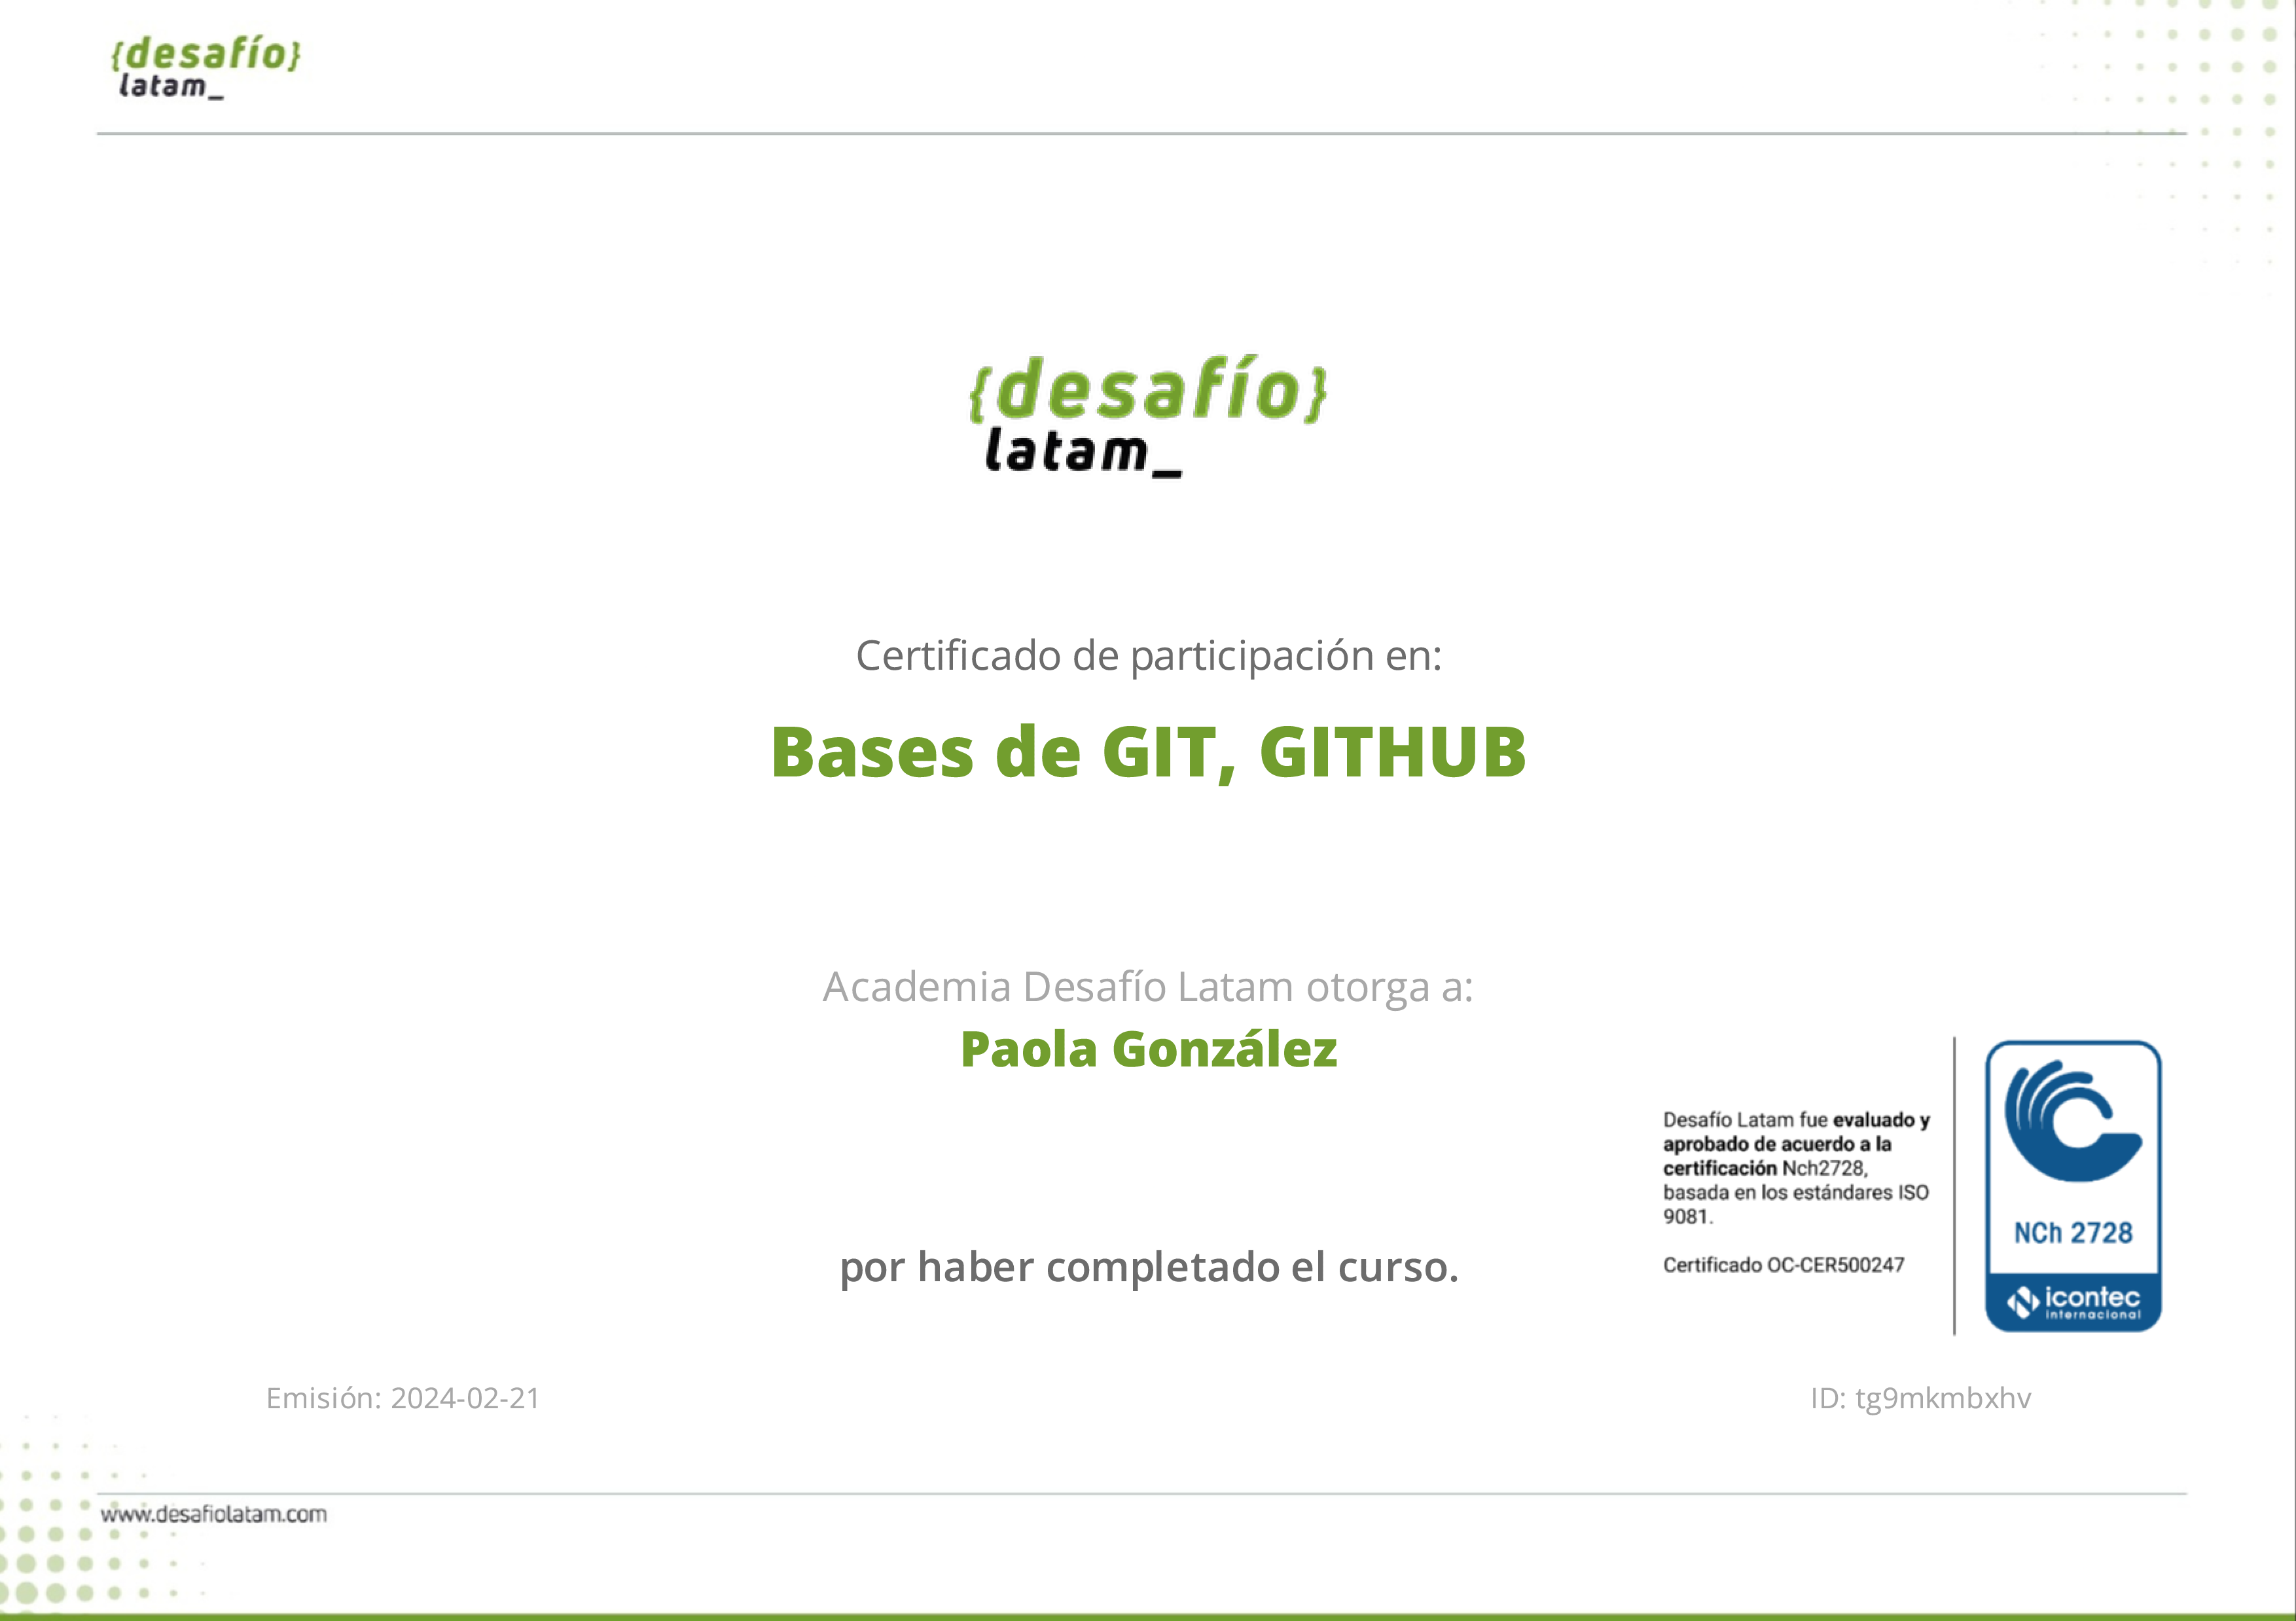 {desafío}
latam_
{desafío}
latam_
Certificado de participación en:
Bases de GIT, GITHUB
Academia Desafío Latam otorga a:
Paola González
Desafío Latam fue evaluado y
aprobado de acuerdo a la
certificación Nch2728,
basada en los estándares ISO
9081.
Certificado OC-CER500247
NCh 2728
icontec
internacional
por haber completado el curso.
Emisión: 2024-02-21
ID: tg9mkmbxhv
www.desafiolatam.com